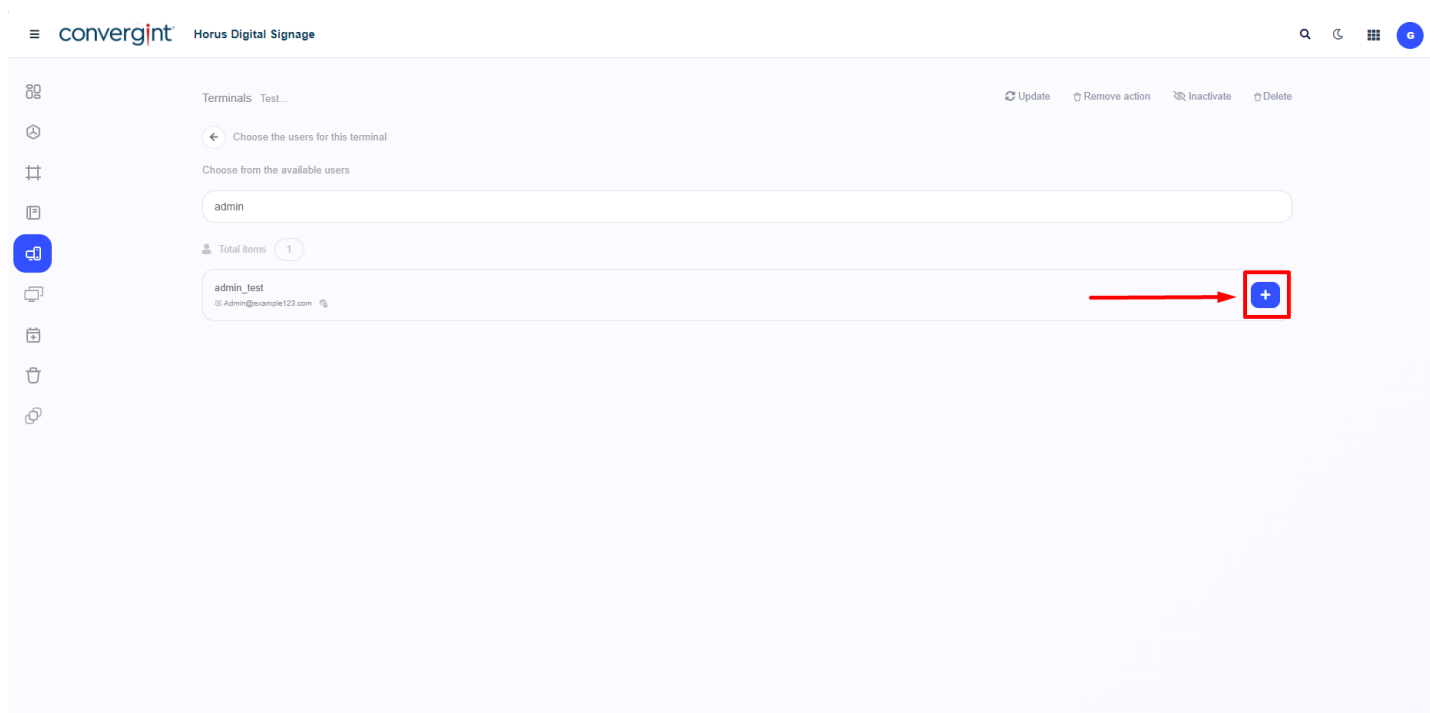 convergint Horus Digital Signage
G
Terminals Test...
Update Remove action Inactivate Delete
Choose the users for this terminal
Choose from the available users
admin
Total Items 1
admin_test
Admin@example123.com